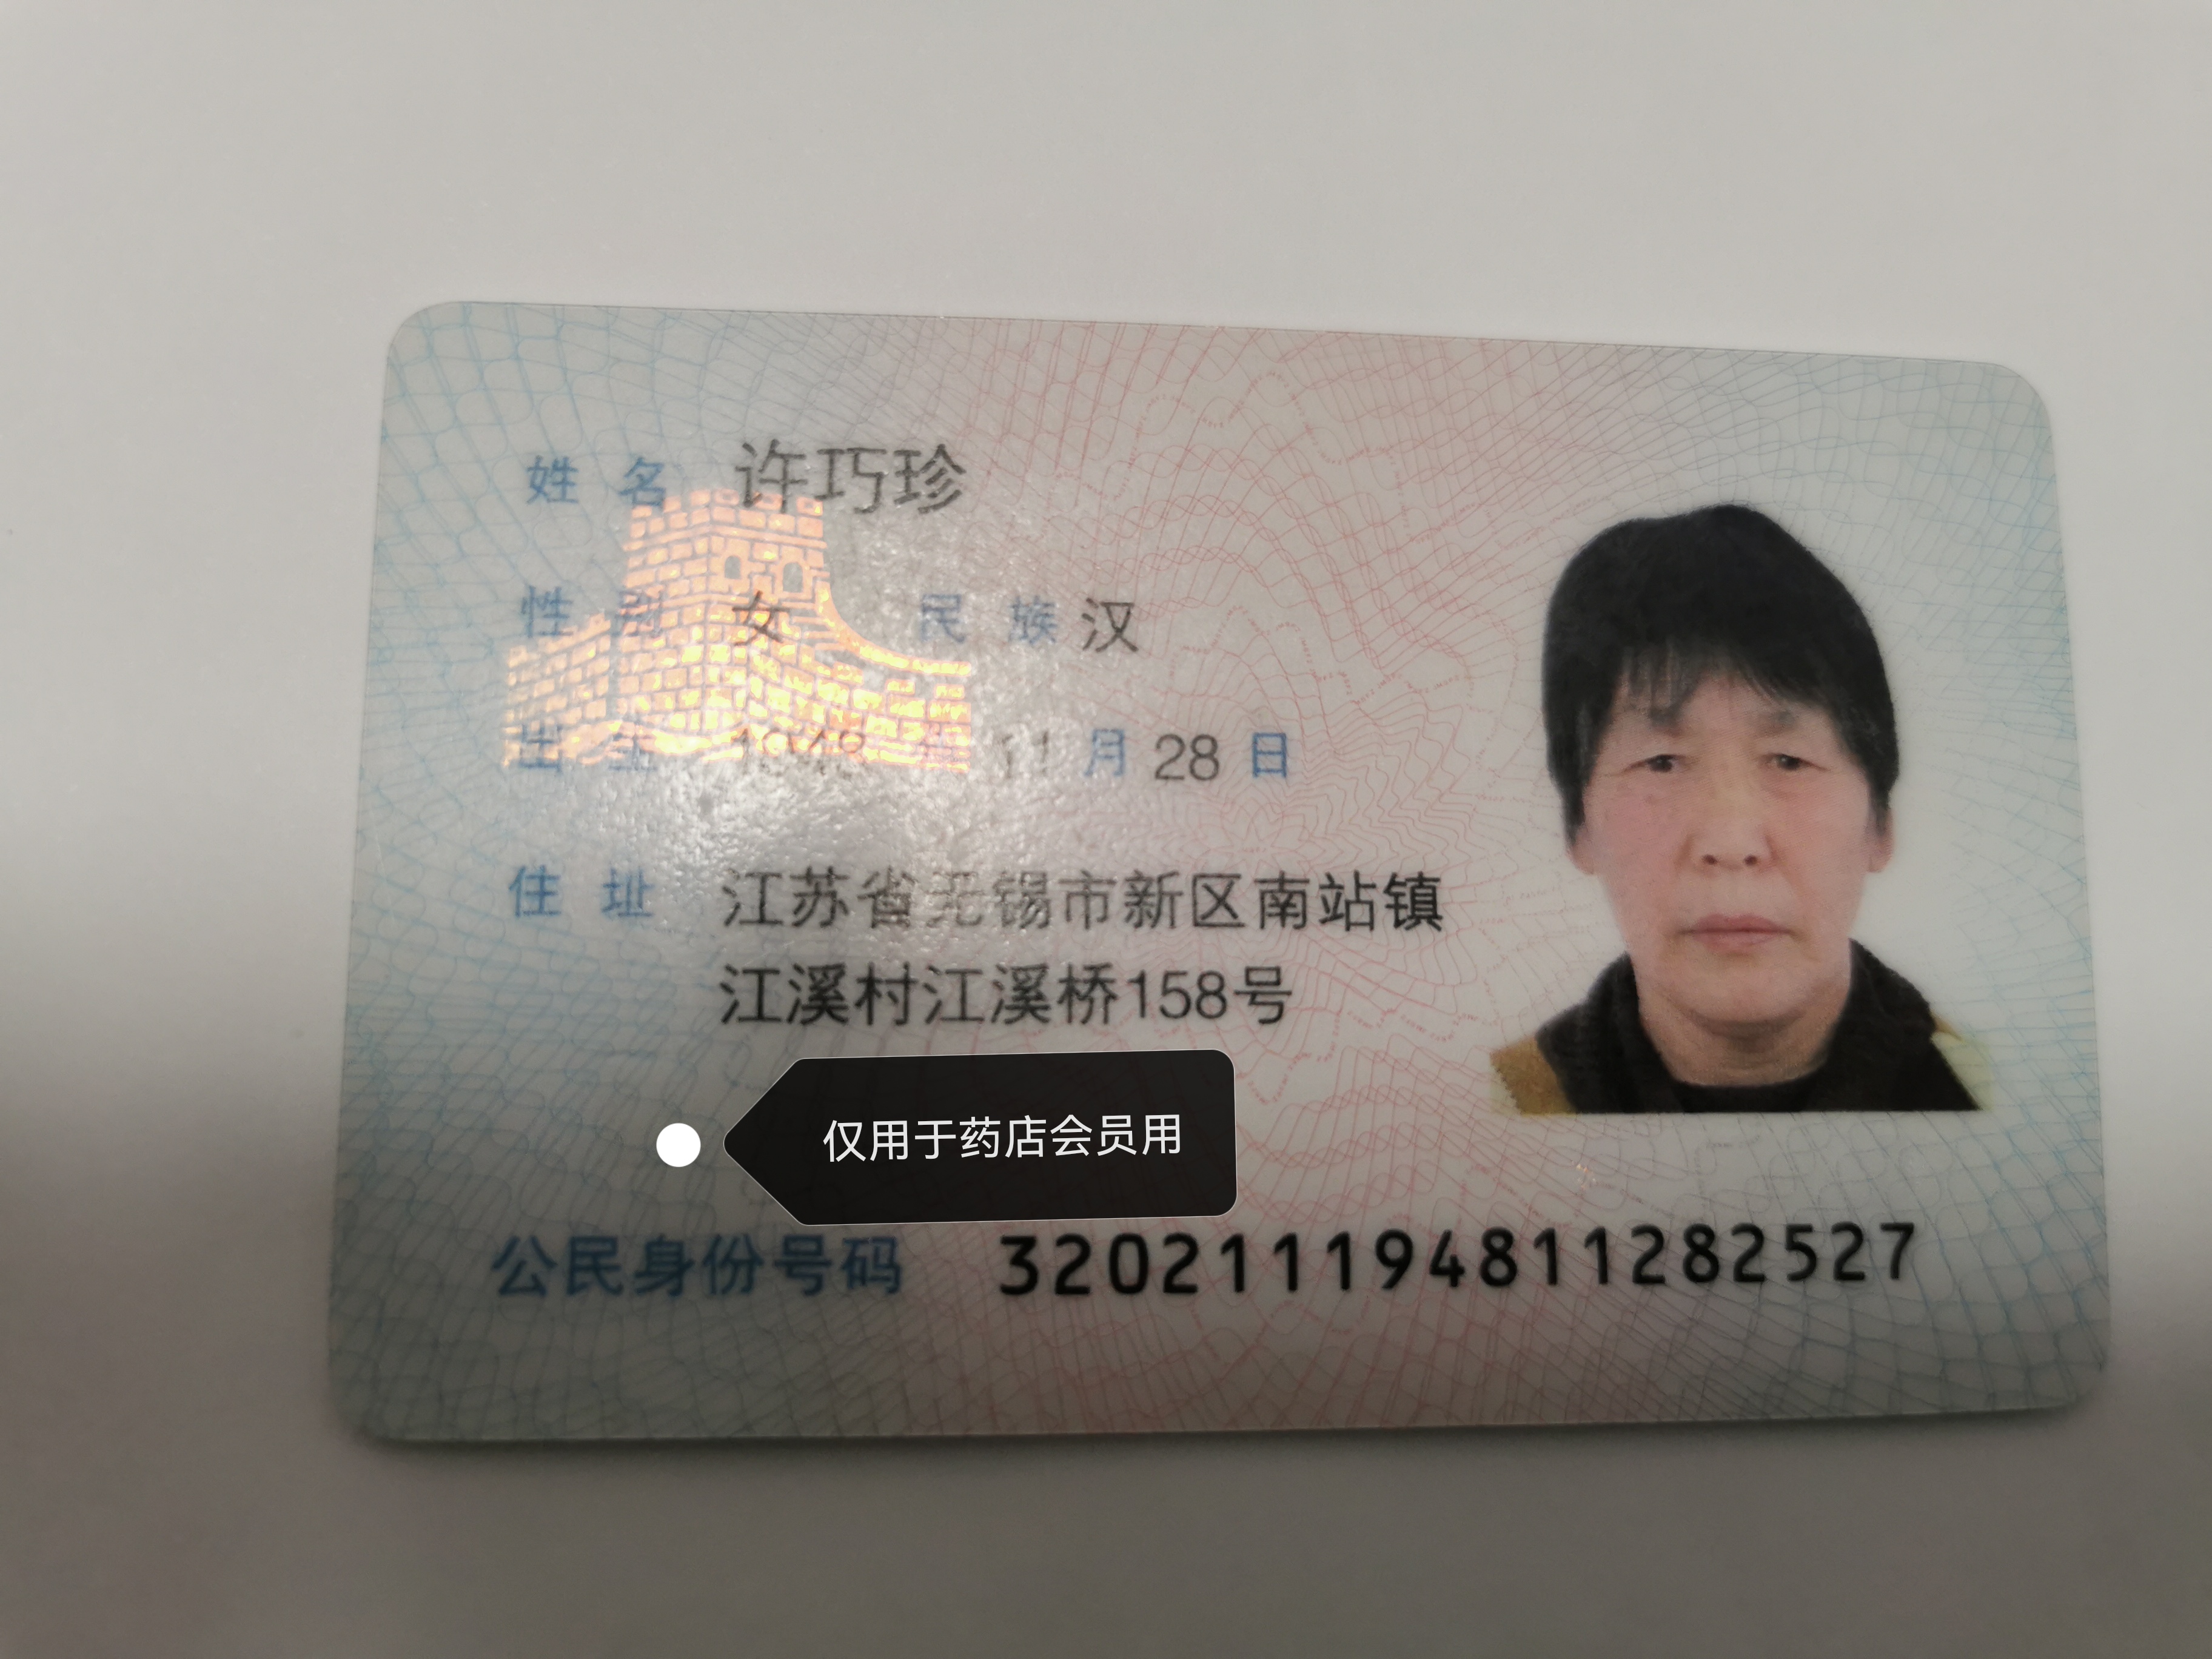 姓名 许巧珍
性别 女 民族 汉
出生 1948 年 11 月 28 日
住址 江苏省无锡市新区南站镇
江溪村江溪桥158号
仅用于药店会员用
公民身份号码 320211194811282527